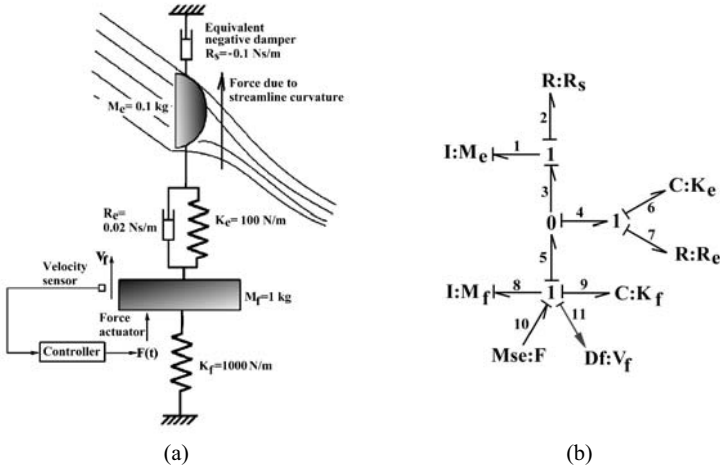 Equivalent
negative damper
Rs=-0.1 Ns/m
Force due to
streamline curvature
Me= 0.1 kg
Re=
0.02 Ns/m
Ke= 100 N/m
Velocity
sensor
Vf
Mf=1 kg
Force
actuator
Controller
F(t)
Kf=1000 N/m
(a)
R:Rs
2
I:Me
1
1
3
0
4
1
6
C:Ke
7
R:Re
5
I:Mf
8
1
9
C:Kf
10
11
Mse:F
Df:Vf
(b)